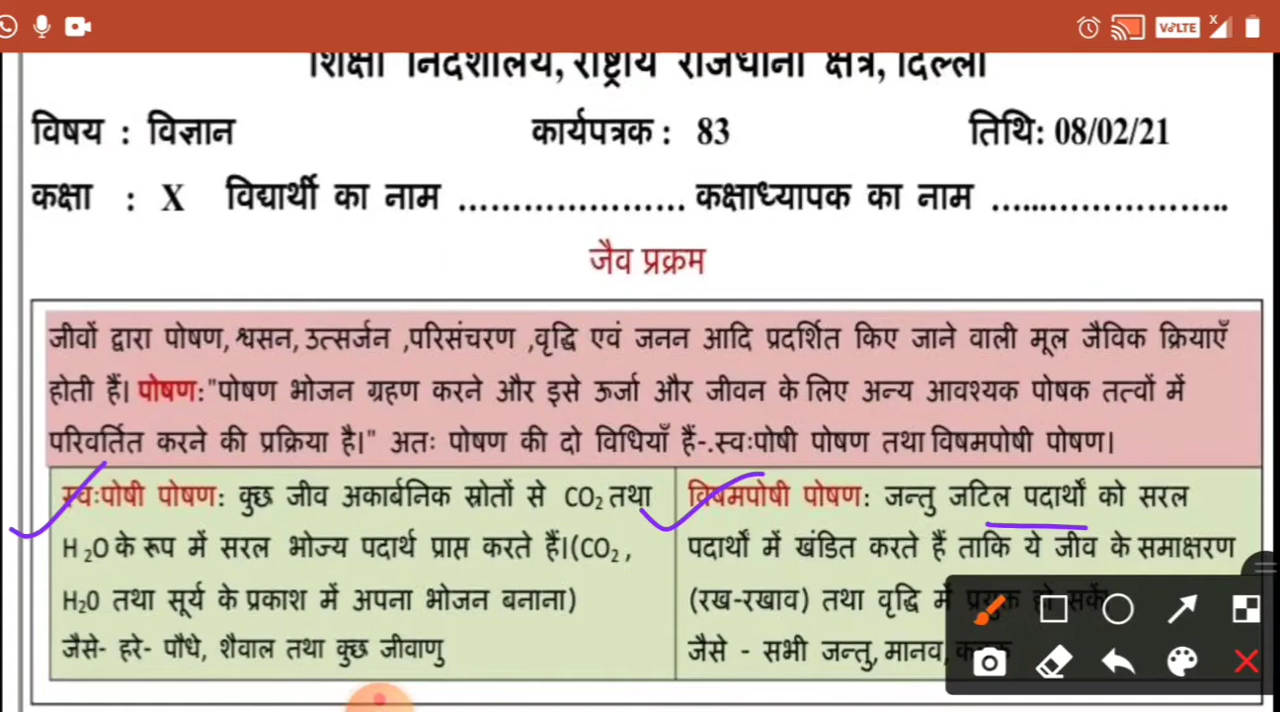 VoLTE
शिक्षा निदेशालय, राष्ट्रीय राजधानी क्षेत्र, दिल्ली
विषय : विज्ञान कार्यपत्रक : 83 तिथि: 08/02/21
कक्षा : X विद्यार्थी का नाम ..................... कक्षाध्यापक का नाम ......................
जैव प्रक्रम
जीवों द्वारा पोषण, श्वसन, उत्सर्जन ,परिसंचरण ,वृद्धि एवं जनन आदि प्रदर्शित किए जाने वाली मूल जैविक क्रियाएँ
होती हैं। पोषण:"पोषण भोजन ग्रहण करने और इसे ऊर्जा और जीवन के लिए अन्य आवश्यक पोषक तत्वों में
परिवर्तित करने की प्रक्रिया है।" अतः पोषण की दो विधियाँ हैं-.स्वःपोषी पोषण तथा विषमपोषी पोषण।
स्वःपोषी पोषण: कुछ जीव अकार्बनिक स्रोतों से CO₂ तथा
H₂O के रूप में सरल भोज्य पदार्थ प्राप्त करते हैं।(CO₂,
H₂0 तथा सूर्य के प्रकाश में अपना भोजन बनाना)
जैसे- हरे- पौधे, शैवाल तथा कुछ जीवाणु
विषमपोषी पोषण: जन्तु जटिल पदार्थों को सरल
पदार्थों में खंडित करते हैं ताकि ये जीव के समाक्षरण
(रख-रखाव) तथा वृद्धि में प्रयुक्त हो सकें
जैसे - सभी जन्तु, मानव,